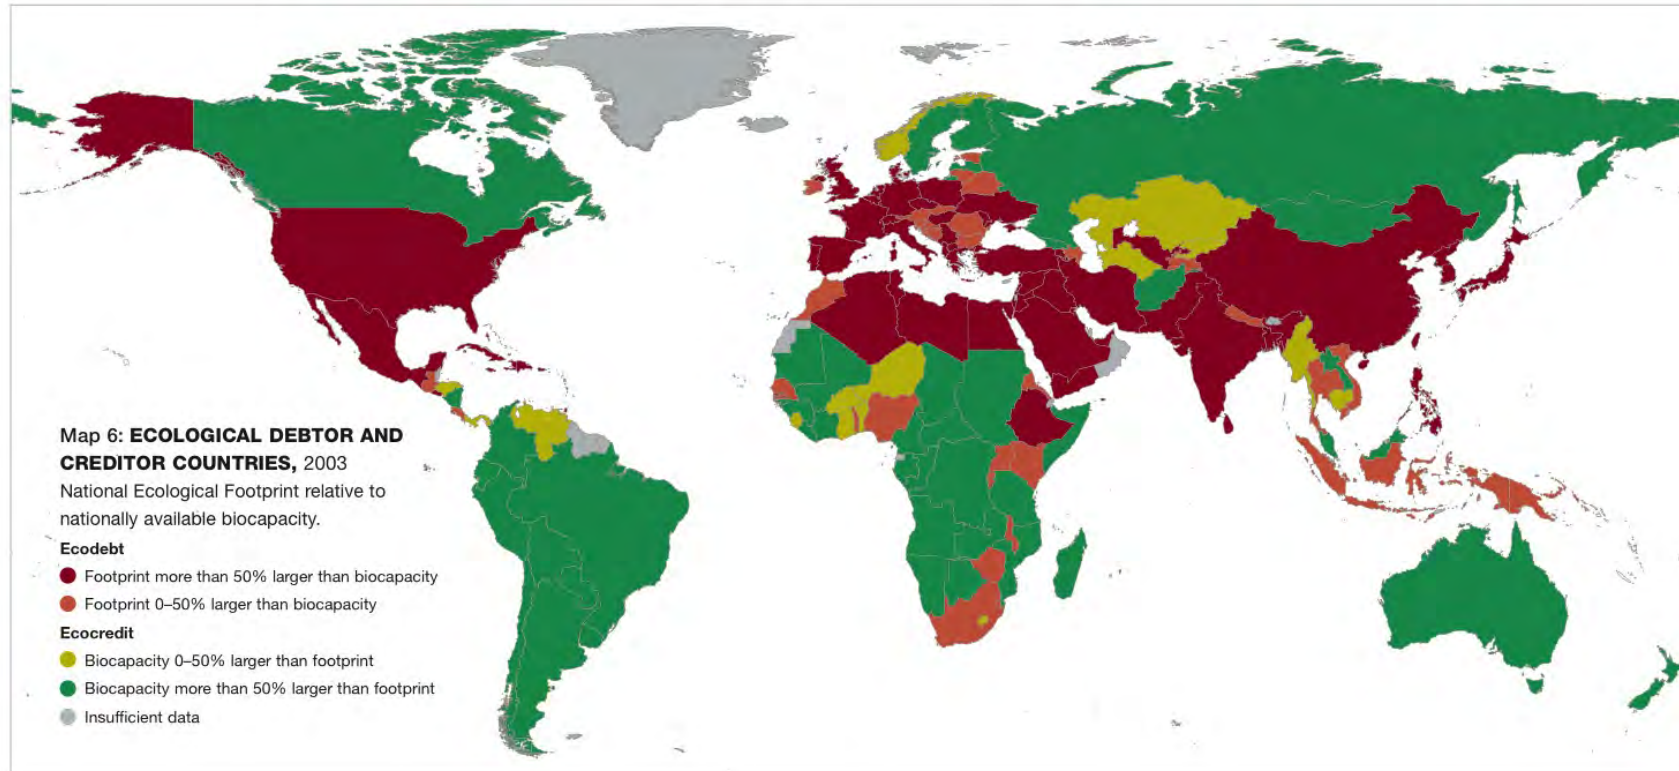 Map 6: ECOLOGICAL DEBTOR AND
CREDITOR COUNTRIES, 2003
National Ecological Footprint relative to
nationally available biocapacity.
Ecodebt
Footprint more than 50% larger than biocapacity
Footprint 0–50% larger than biocapacity
Ecocredit
Biocapacity 0–50% larger than footprint
Biocapacity more than 50% larger than footprint
Insufficient data